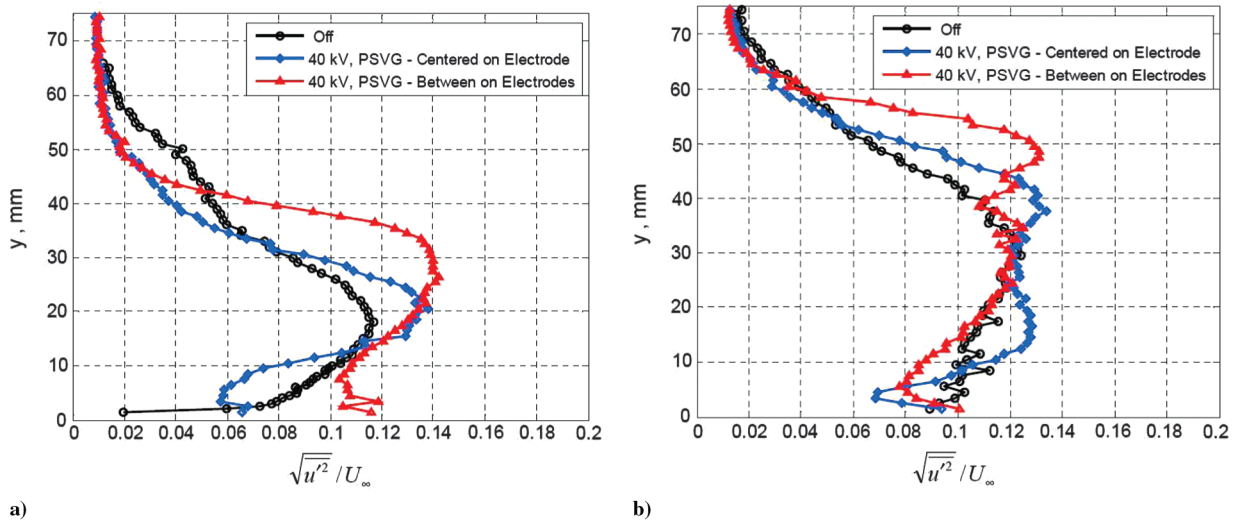 Off
40 kV, PSVG - Centered on Electrode
40 kV, PSVG - Between on Electrodes
70
60
50
40
30
20
10
0
y , mm
0 0.02 0.04 0.06 0.08 0.1 0.12 0.14 0.16 0.18 0.2
√u′² / U∞
a)
Off
40 kV, PSVG - Centered on Electrode
40 kV, PSVG - Between on Electrodes
70
60
50
40
30
20
10
0
y , mm
0 0.02 0.04 0.06 0.08 0.1 0.12 0.14 0.16 0.18 0.2
√u′² / U∞
b)